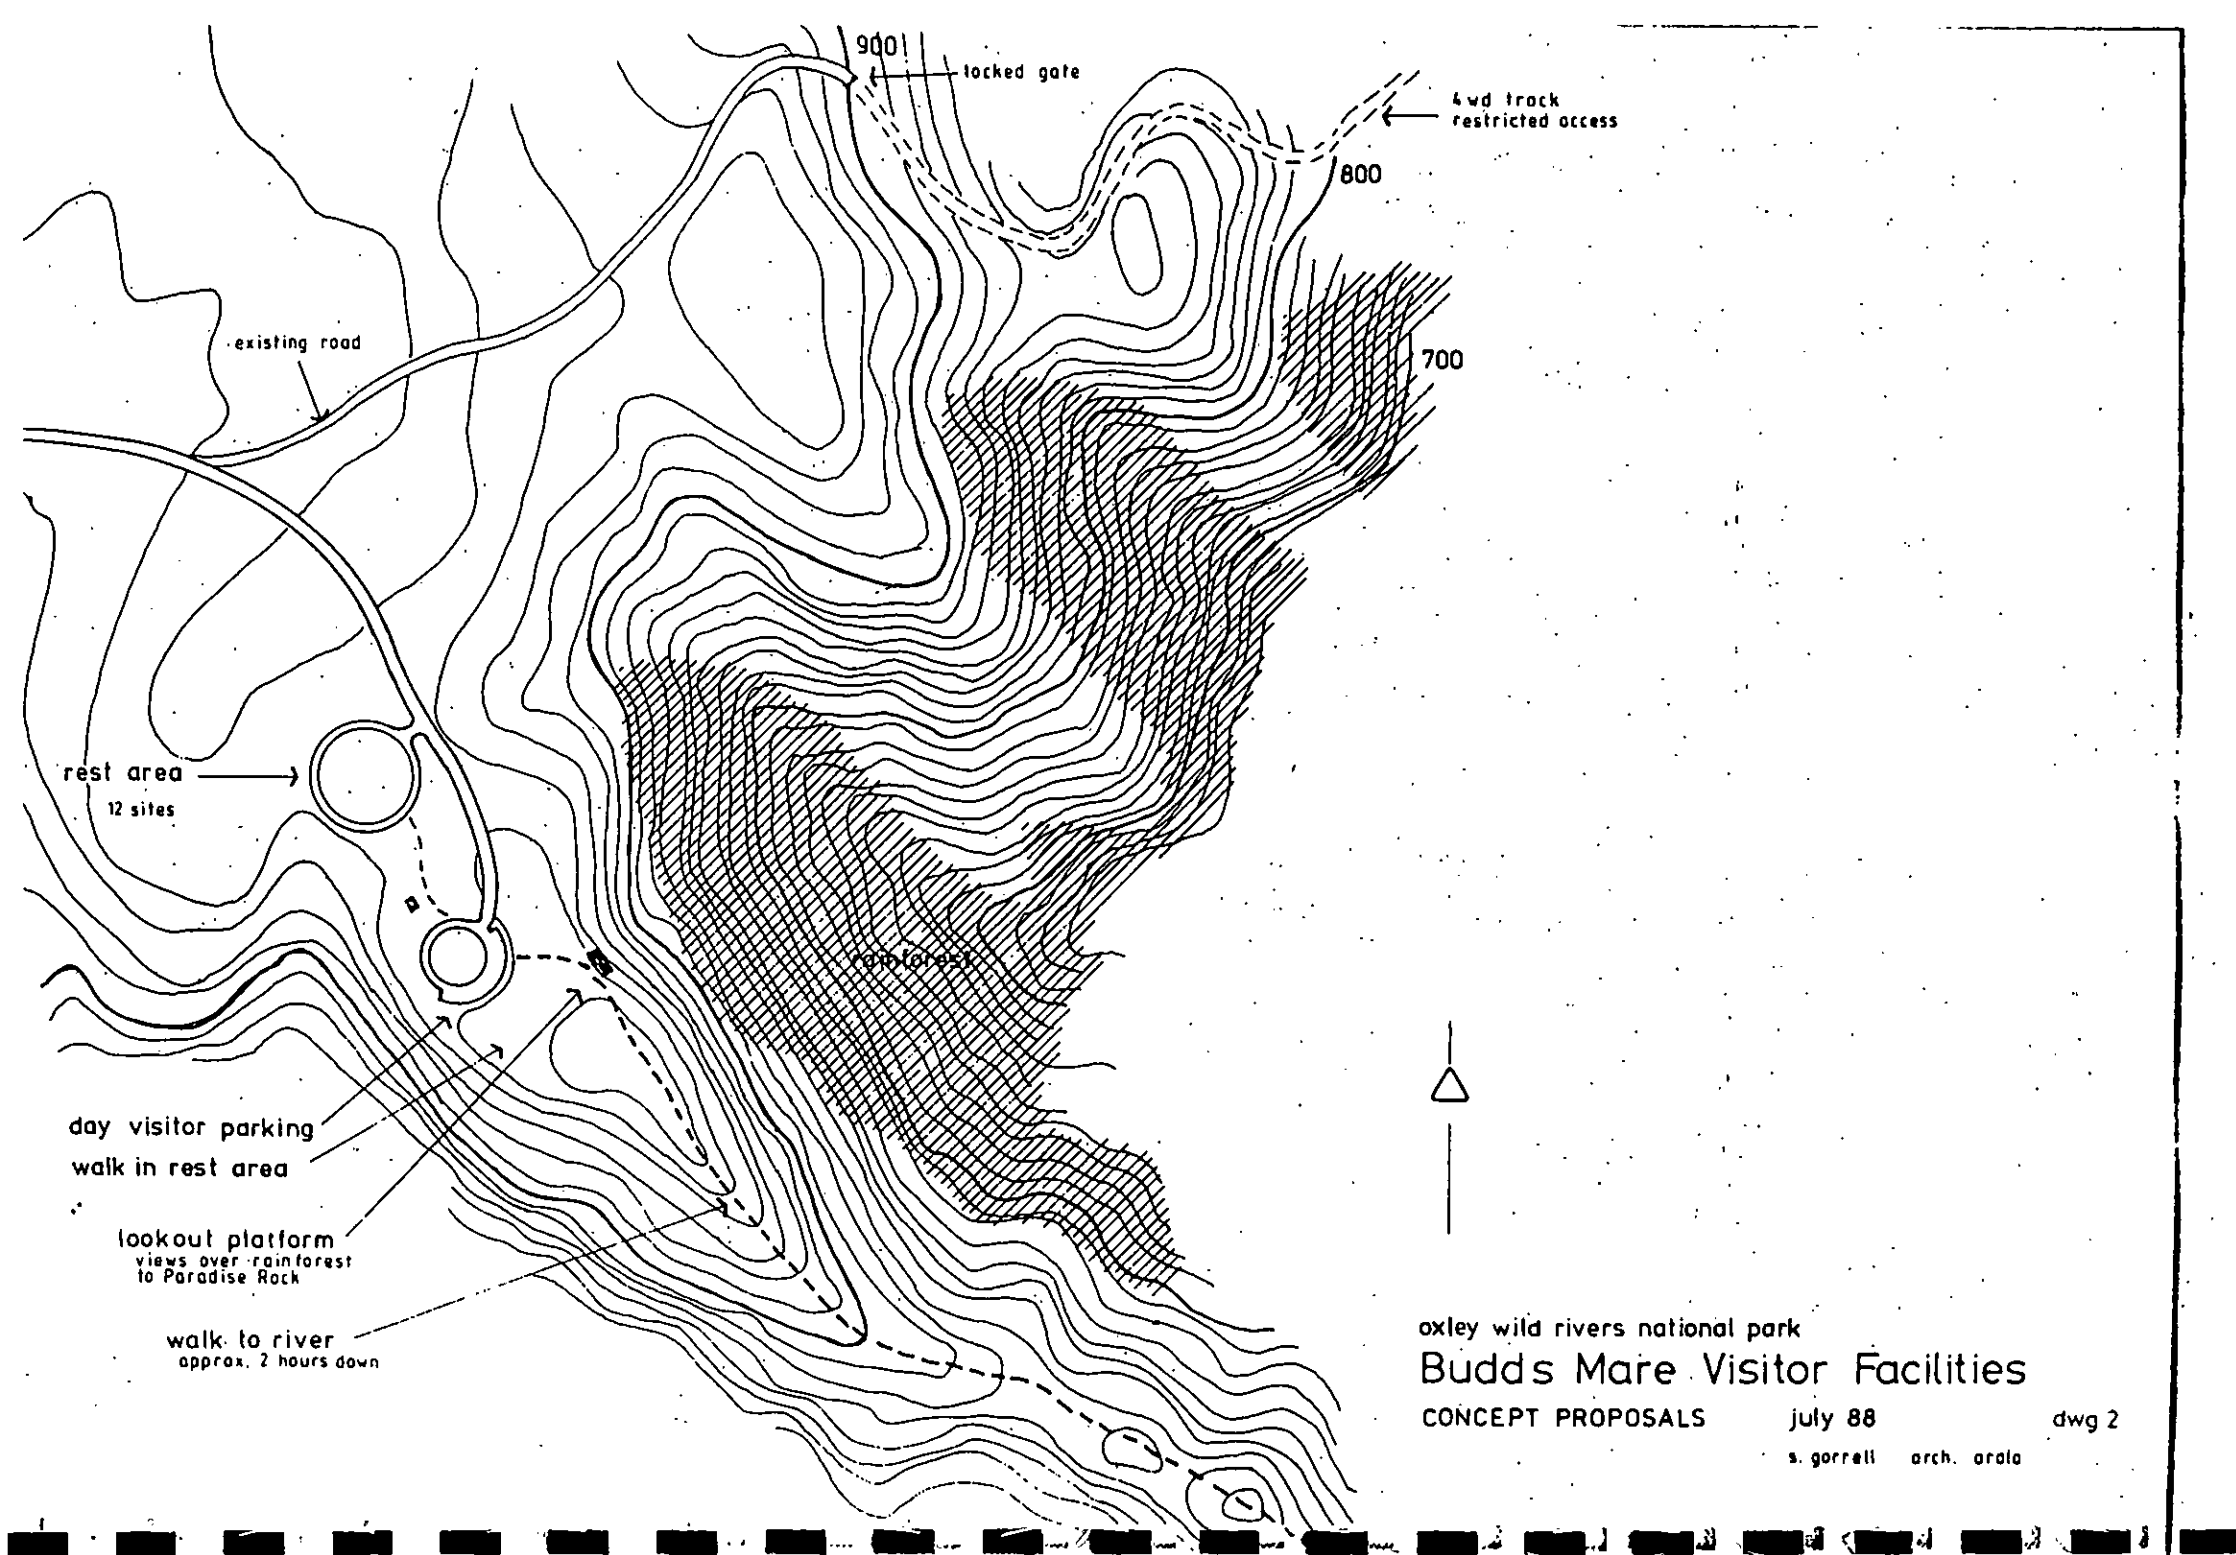 900
locked gate
4wd track
restricted access
800
existing road
700
rest area
12 sites
rainforest
day visitor parking
walk in rest area
lookout platform
views over rainforest
to Paradise Rock
walk to river
approx. 2 hours down
oxley wild rivers national park
Budds Mare Visitor Facilities
CONCEPT PROPOSALS july 88 dwg 2
s. gorrell arch. araia